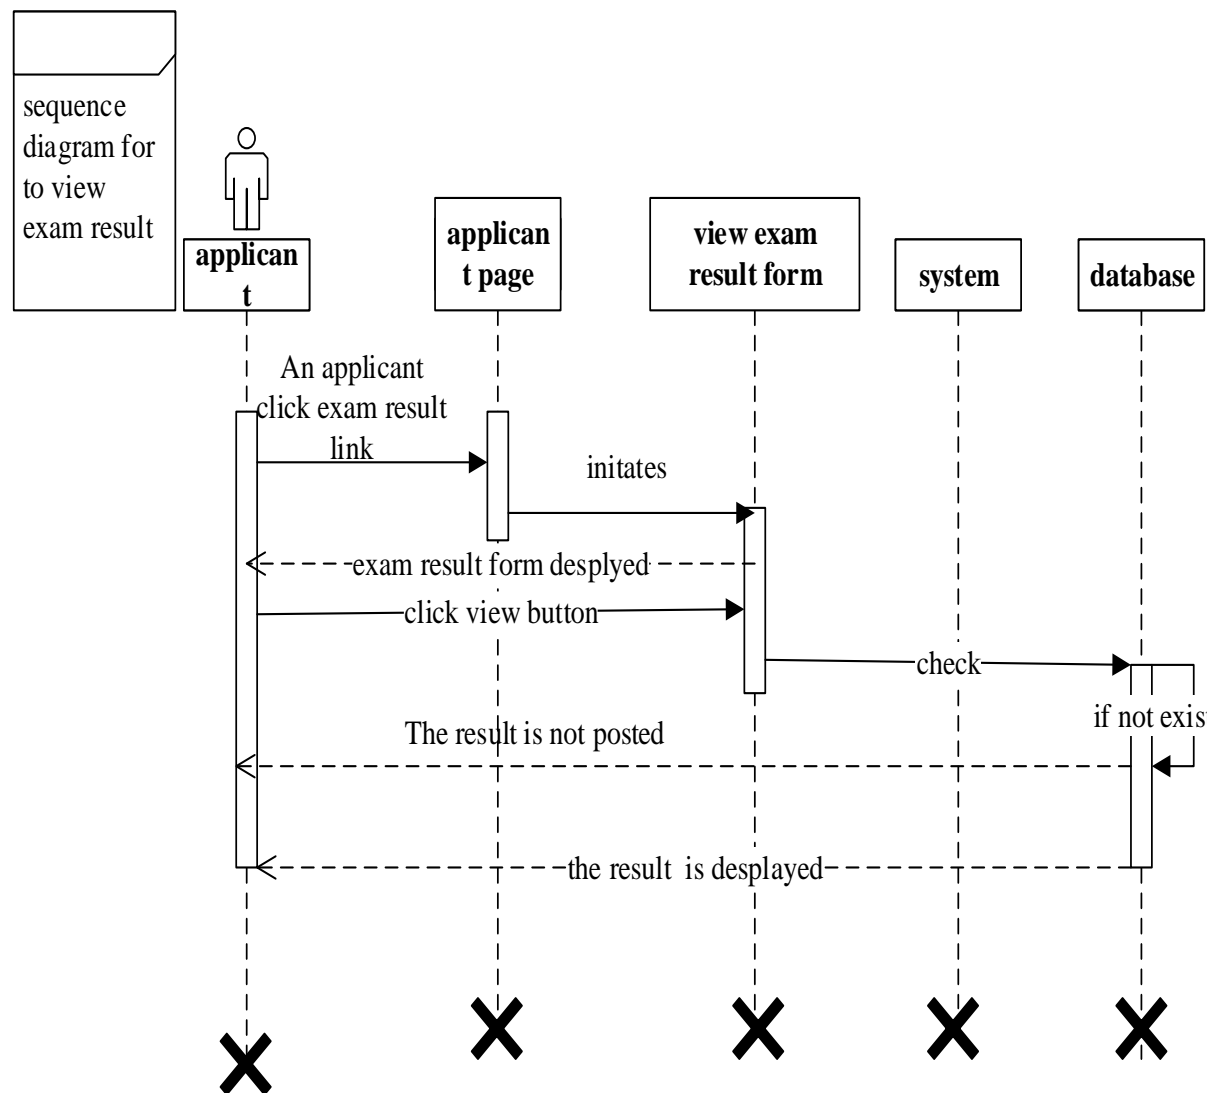 sequence
diagram for
to view
exam result
applican
t
applican
t page
view exam
result form
system
database
An applicant
click exam result
link
initates
exam result form desplyed
click view button
check
if not exis
The result is not posted
the result is desplayed